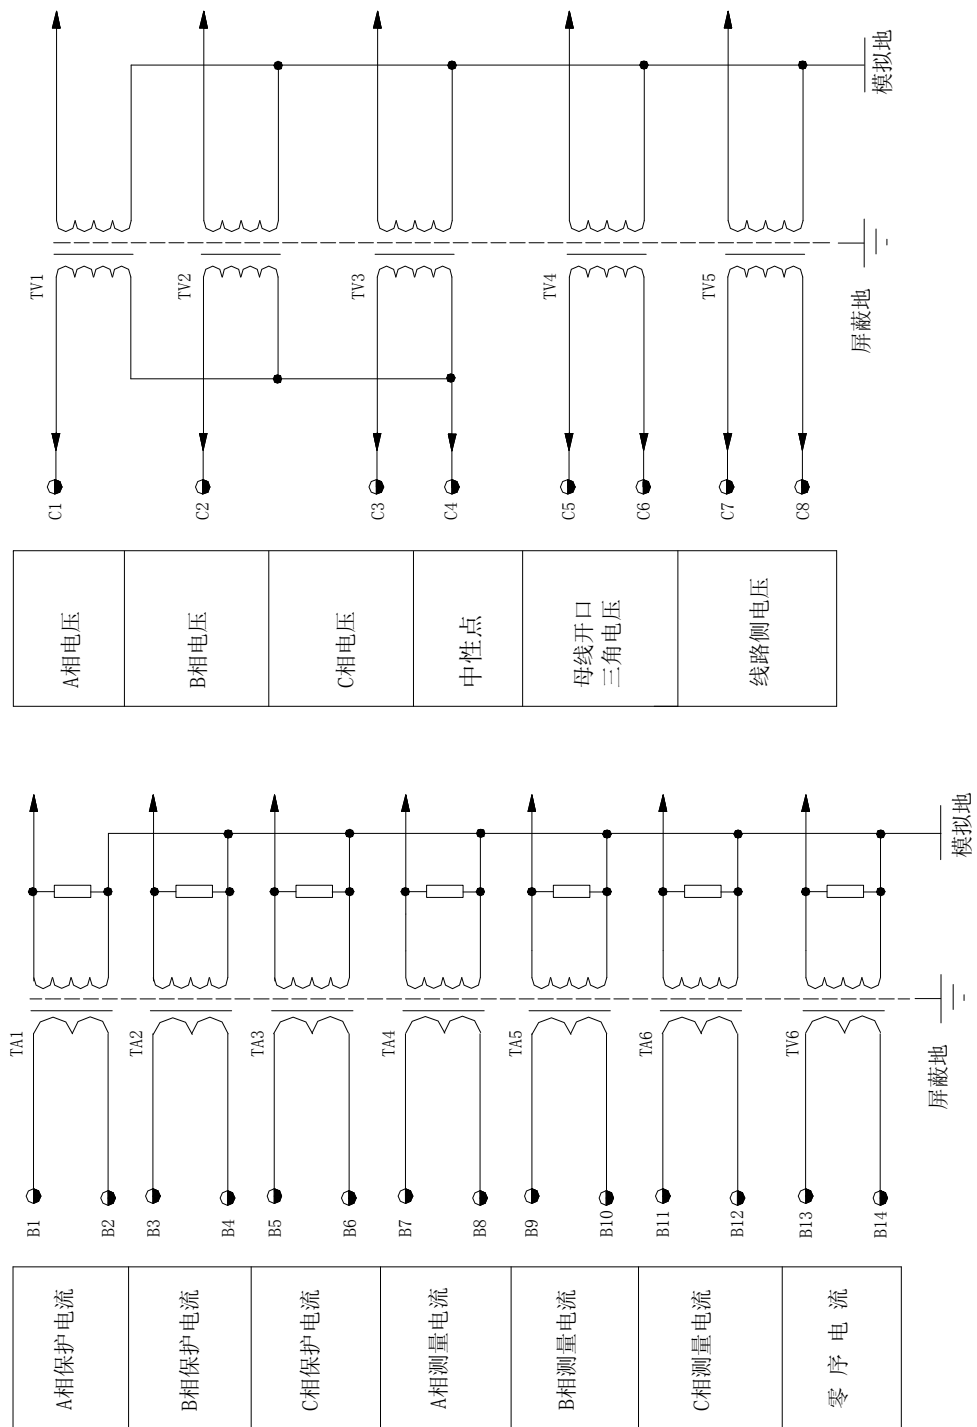 模拟地
TV1
TV2
TV3
TV4
TV5
屏蔽地
C1
C2
C3
C4
C5
C6
C7
C8
A相电压
B相电压
C相电压
中性点
母线开口
三角电压
线路侧电压
模拟地
TA1
TA2
TA3
TA4
TA5
TA6
TV6
屏蔽地
B1
B2
B3
B4
B5
B6
B7
B8
B9
B10
B11
B12
B13
B14
A相保护电流
B相保护电流
C相保护电流
A相测量电流
B相测量电流
C相测量电流
零 序 电 流